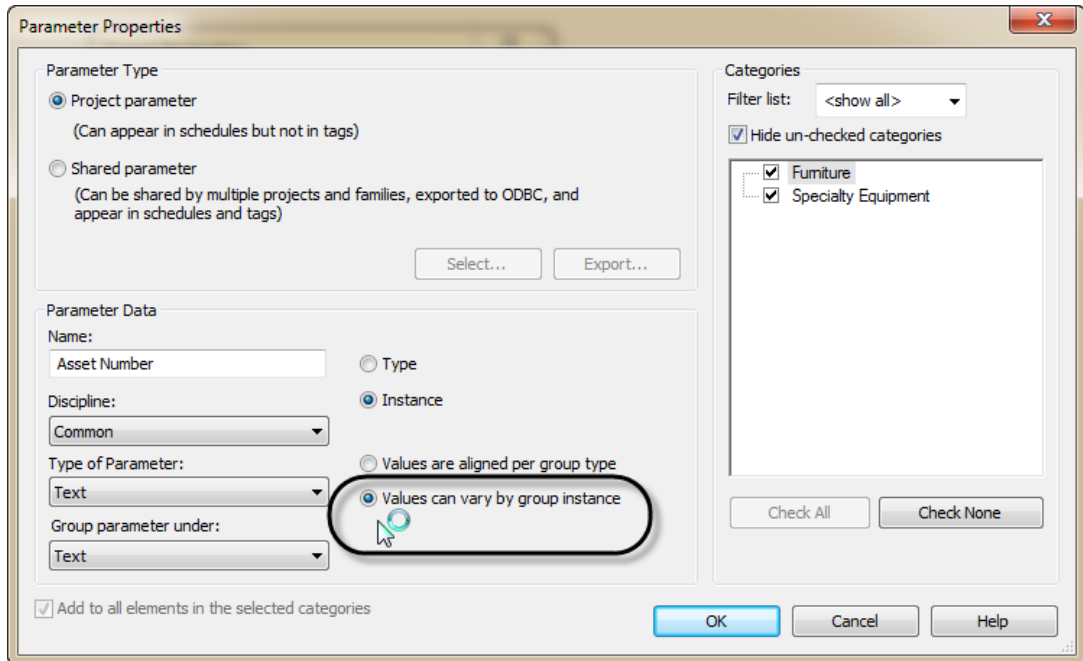 Parameter Properties
Parameter Type
Project parameter
(Can appear in schedules but not in tags)
Shared parameter
(Can be shared by multiple projects and families, exported to ODBC, and
appear in schedules and tags)
Select...
Export...
Parameter Data
Name:
Asset Number
Type
Discipline:
Instance
Common
Type of Parameter:
Values are aligned per group type
Text
Values can vary by group instance
Group parameter under:
Text
Add to all elements in the selected categories
Categories
Filter list:
<show all>
Hide un-checked categories
Furniture
Specialty Equipment
Check All
Check None
OK
Cancel
Help